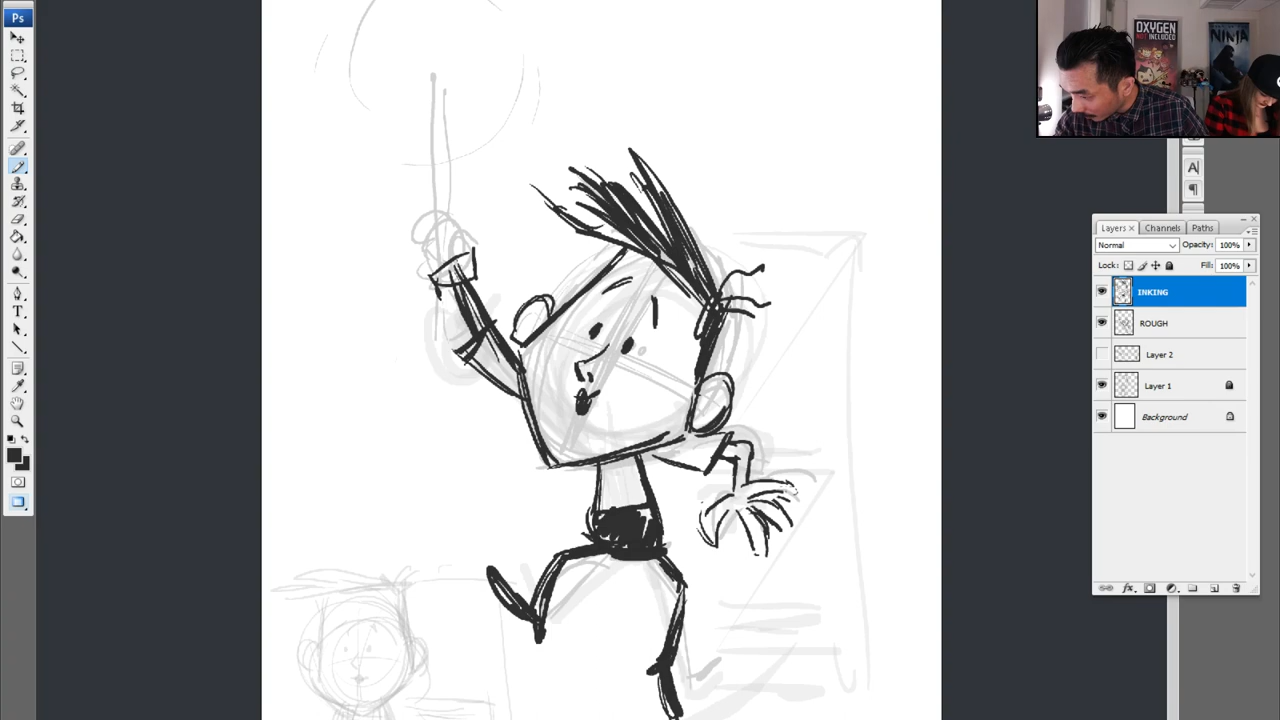 Ps
OXYGEN
NOT INCLUDED
NINJA
A
T
Layers
Channels
Paths
Normal
Opacity: 100%
Lock:
Fill: 100%
INKING
ROUGH
Layer 2
Layer 1
Background
fx